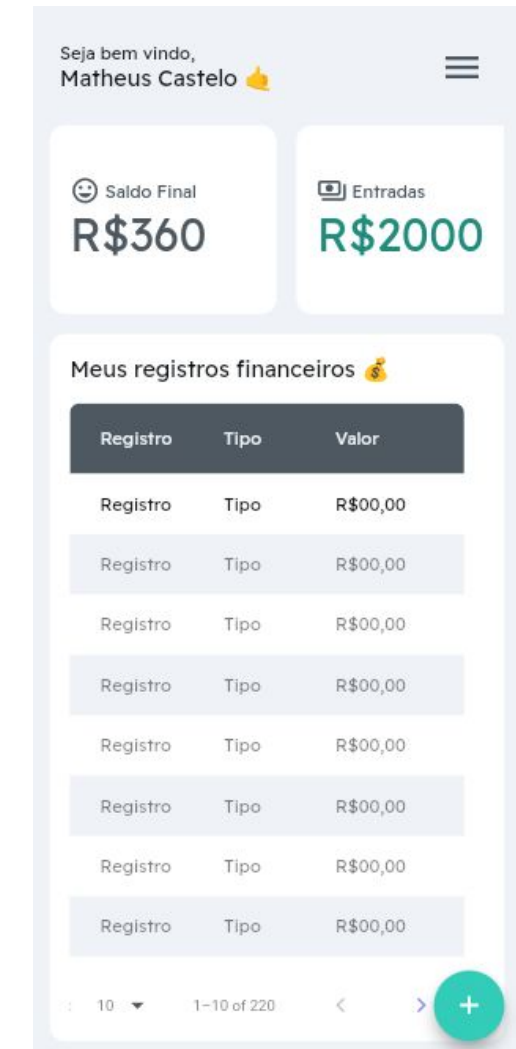 Seja bem vindo,
Matheus Castelo 🤙
Saldo Final
R$360
Entradas
R$2000
Meus registros financeiros 💰
Registro Tipo Valor
Registro Tipo R$00,00
Registro Tipo R$00,00
Registro Tipo R$00,00
Registro Tipo R$00,00
Registro Tipo R$00,00
Registro Tipo R$00,00
Registro Tipo R$00,00
Registro Tipo R$00,00
: 10 1–10 of 220 < > +